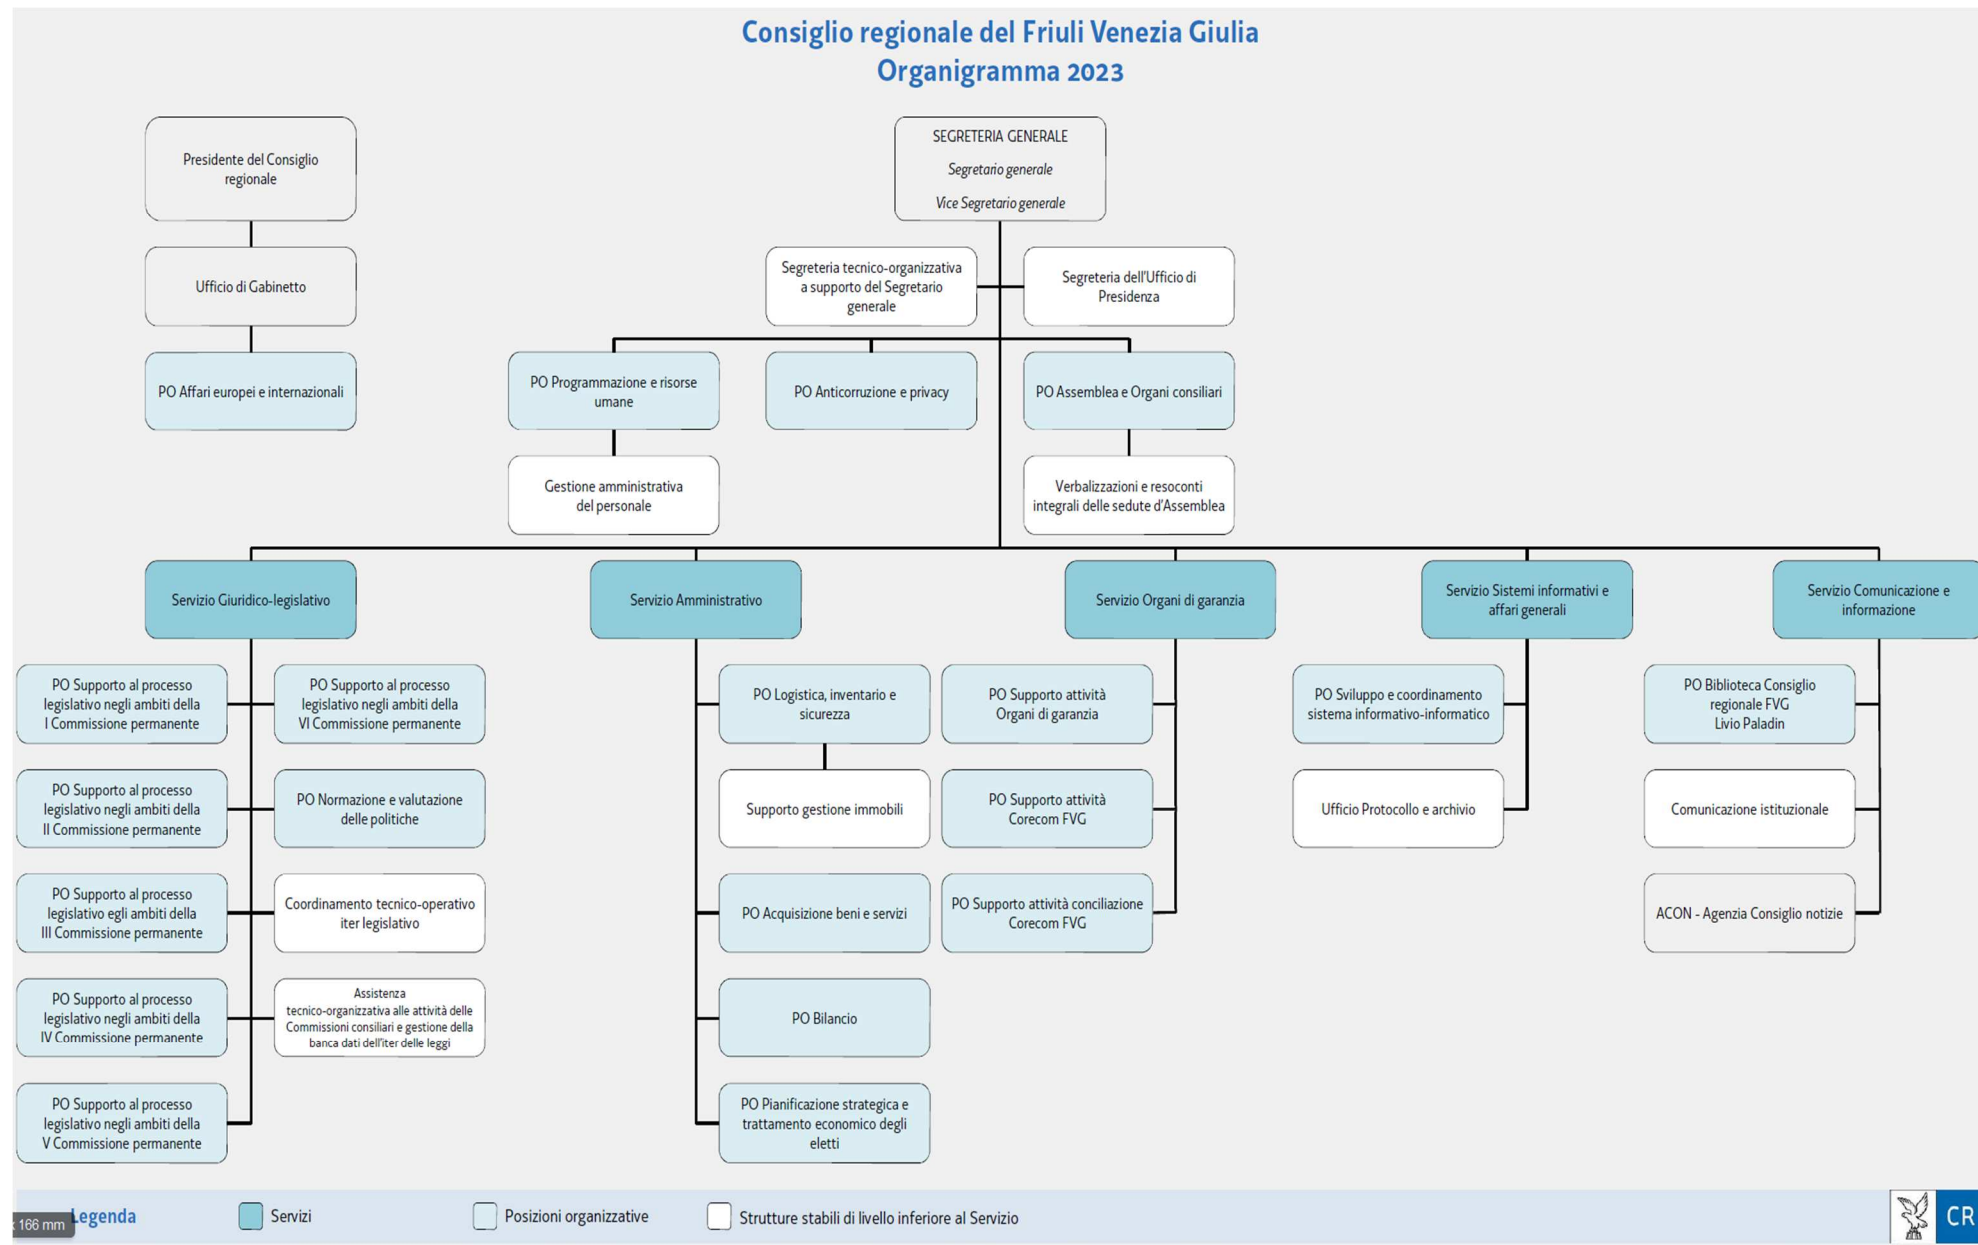 Consiglio regionale del Friuli Venezia Giulia
Organigramma 2023
Presidente del Consiglio
regionale
SEGRETERIA GENERALE
Segretario generale
Vice Segretario generale
Ufficio di Gabinetto
Segreteria tecnico-organizzativa
a supporto del Segretario
generale
Segreteria dell'Ufficio di
Presidenza
PO Affari europei e internazionali
PO Programmazione e risorse
umane
PO Anticorruzione e privacy
PO Assemblea e Organi consiliari
Gestione amministrativa
del personale
Verbalizzazioni e resoconti
integrali delle sedute d'Assemblea
Servizio Giuridico-legislativo
Servizio Amministrativo
Servizio Organi di garanzia
Servizio Sistemi informativi e
affari generali
Servizio Comunicazione e
informazione
PO Supporto al processo
legislativo negli ambiti della
I Commissione permanente
PO Supporto al processo
legislativo negli ambiti della
VI Commissione permanente
PO Logistica, inventario e
sicurezza
PO Supporto attività
Organi di garanzia
PO Sviluppo e coordinamento
sistema informativo-informatico
PO Biblioteca Consiglio
regionale FVG
Livio Paladin
PO Supporto al processo
legislativo negli ambiti della
II Commissione permanente
PO Normazione e valutazione
delle politiche
Supporto gestione immobili
PO Supporto attività
Corecom FVG
Ufficio Protocollo e archivio
Comunicazione istituzionale
PO Supporto al processo
legislativo egli ambiti della
III Commissione permanente
Coordinamento tecnico-operativo
iter legislativo
PO Acquisizione beni e servizi
PO Supporto attività conciliazione
Corecom FVG
ACON - Agenzia Consiglio notizie
PO Supporto al processo
legislativo negli ambiti della
IV Commissione permanente
Assistenza
tecnico-organizzativa alle attività delle
Commissioni consiliari e gestione della
banca dati dell'iter delle leggi
PO Bilancio
PO Supporto al processo
legislativo negli ambiti della
V Commissione permanente
PO Pianificazione strategica e
trattamento economico degli
eletti
166 mm
Legenda
Servizi
Posizioni organizzative
Strutture stabili di livello inferiore al Servizio
CR